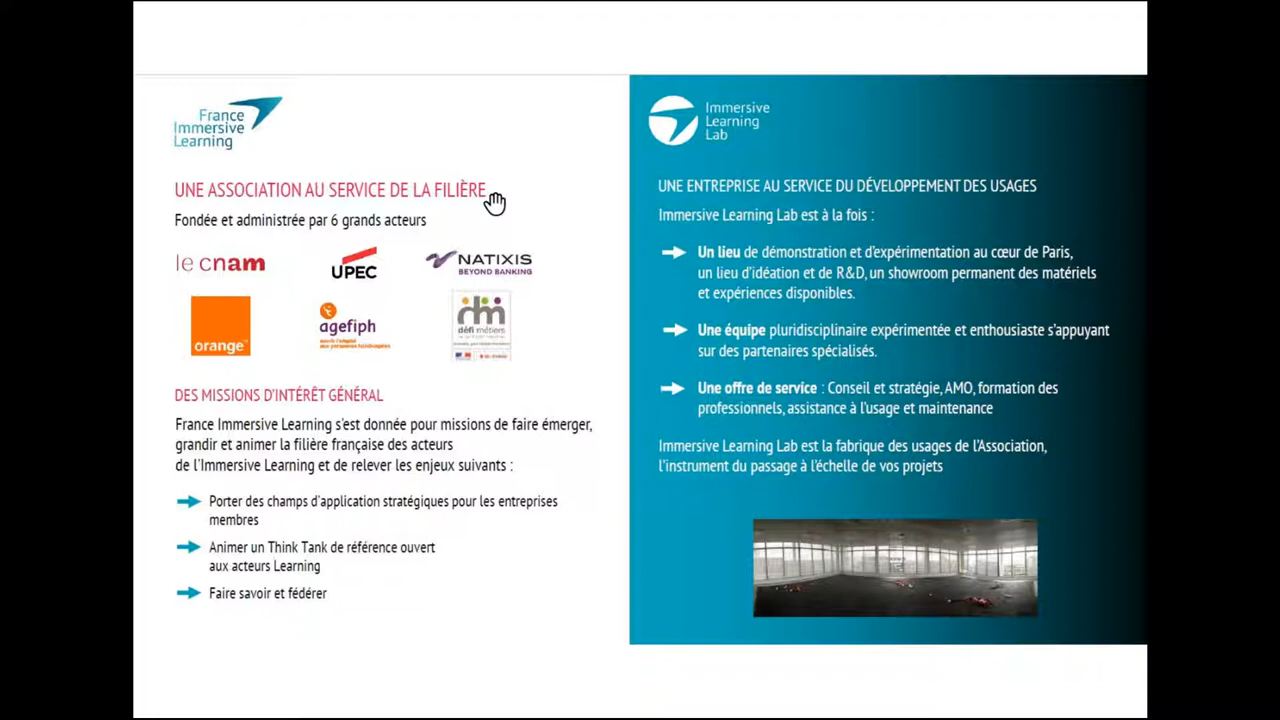 France
Immersive
Learning
UNE ASSOCIATION AU SERVICE DE LA FILIÈRE
Fondée et administrée par 6 grands acteurs
le cnam
UPEC
NATIXIS
BEYOND BANKING
orange™
agefiph
défi métiers
DES MISSIONS D'INTÉRÊT GÉNÉRAL
France Immersive Learning s'est donnée pour missions de faire émerger,
grandir et animer la filière française des acteurs
de l'Immersive Learning et de relever les enjeux suivants :
Porter des champs d'application stratégiques pour les entreprises
membres
Animer un Think Tank de référence ouvert
aux acteurs Learning
Faire savoir et fédérer
Immersive
Learning
Lab
UNE ENTREPRISE AU SERVICE DU DÉVELOPPEMENT DES USAGES
Immersive Learning Lab est à la fois :
Un lieu de démonstration et d'expérimentation au cœur de Paris,
un lieu d'idéation et de R&D, un showroom permanent des matériels
et expériences disponibles.
Une équipe pluridisciplinaire expérimentée et enthousiaste s'appuyant
sur des partenaires spécialisés.
Une offre de service : Conseil et stratégie, AMO, formation des
professionnels, assistance à l'usage et maintenance
Immersive Learning Lab est la fabrique des usages de l'Association,
l'instrument du passage à l'échelle de vos projets